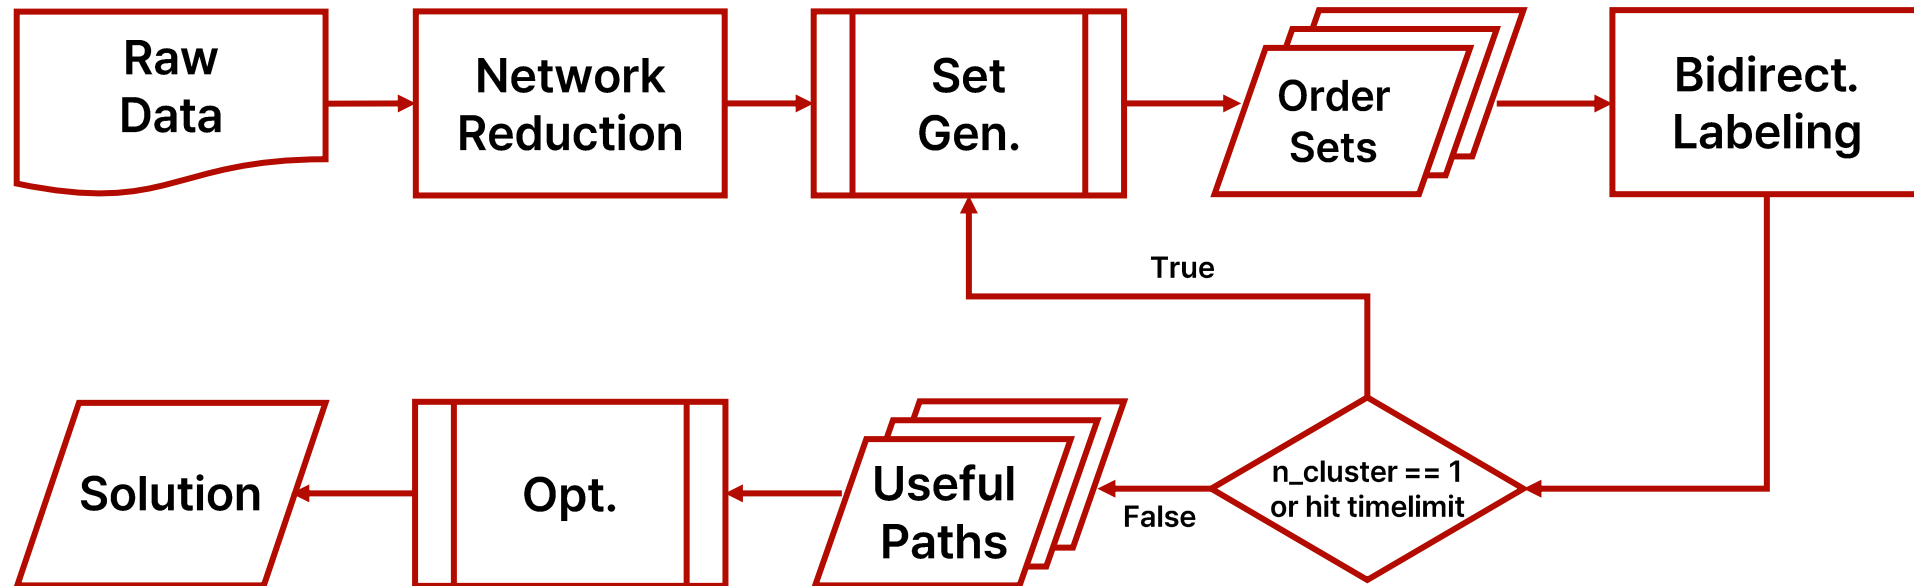 Raw
Data
Network
Reduction
Set
Gen.
Order
Sets
Bidirect.
Labeling
True
n_cluster == 1
or hit timelimit
False
Useful
Paths
Opt.
Solution